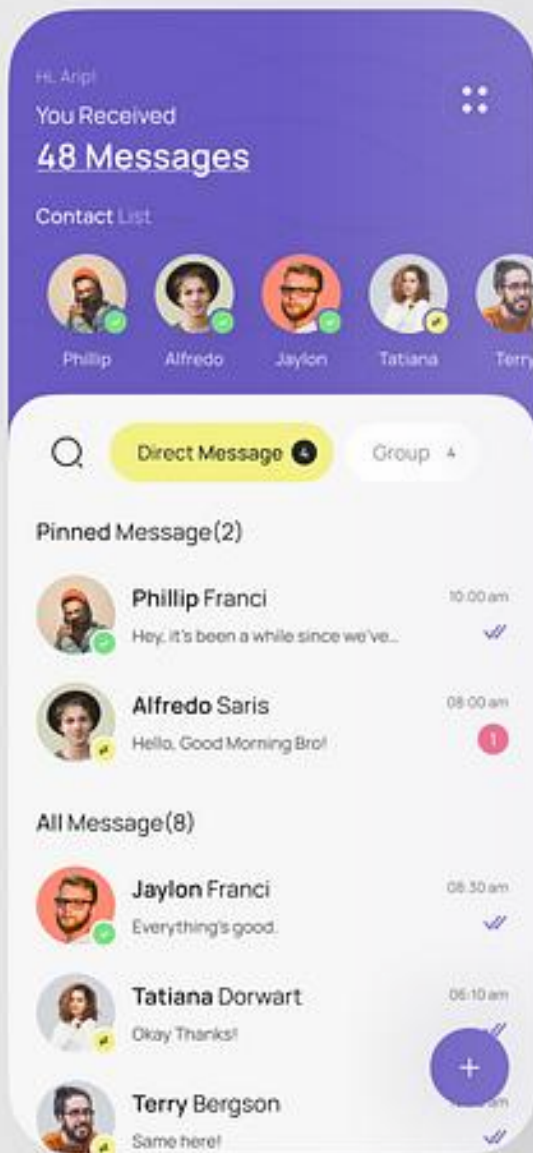 Hi, Arip!
You Received
48 Messages
Contact List
Phillip
Alfredo
Jaylon
Tatiana
Terry
Direct Message 4
Group 4
Pinned Message(2)
Phillip Franci
10:00 am
Hey, it's been a while since we've...
Alfredo Saris
08:00 am
Hello, Good Morning Bro!
1
All Message(8)
Jaylon Franci
08:30 am
Everything's good.
Tatiana Dorwart
06:10 am
Okay Thanks!
Terry Bergson
am
Same here!